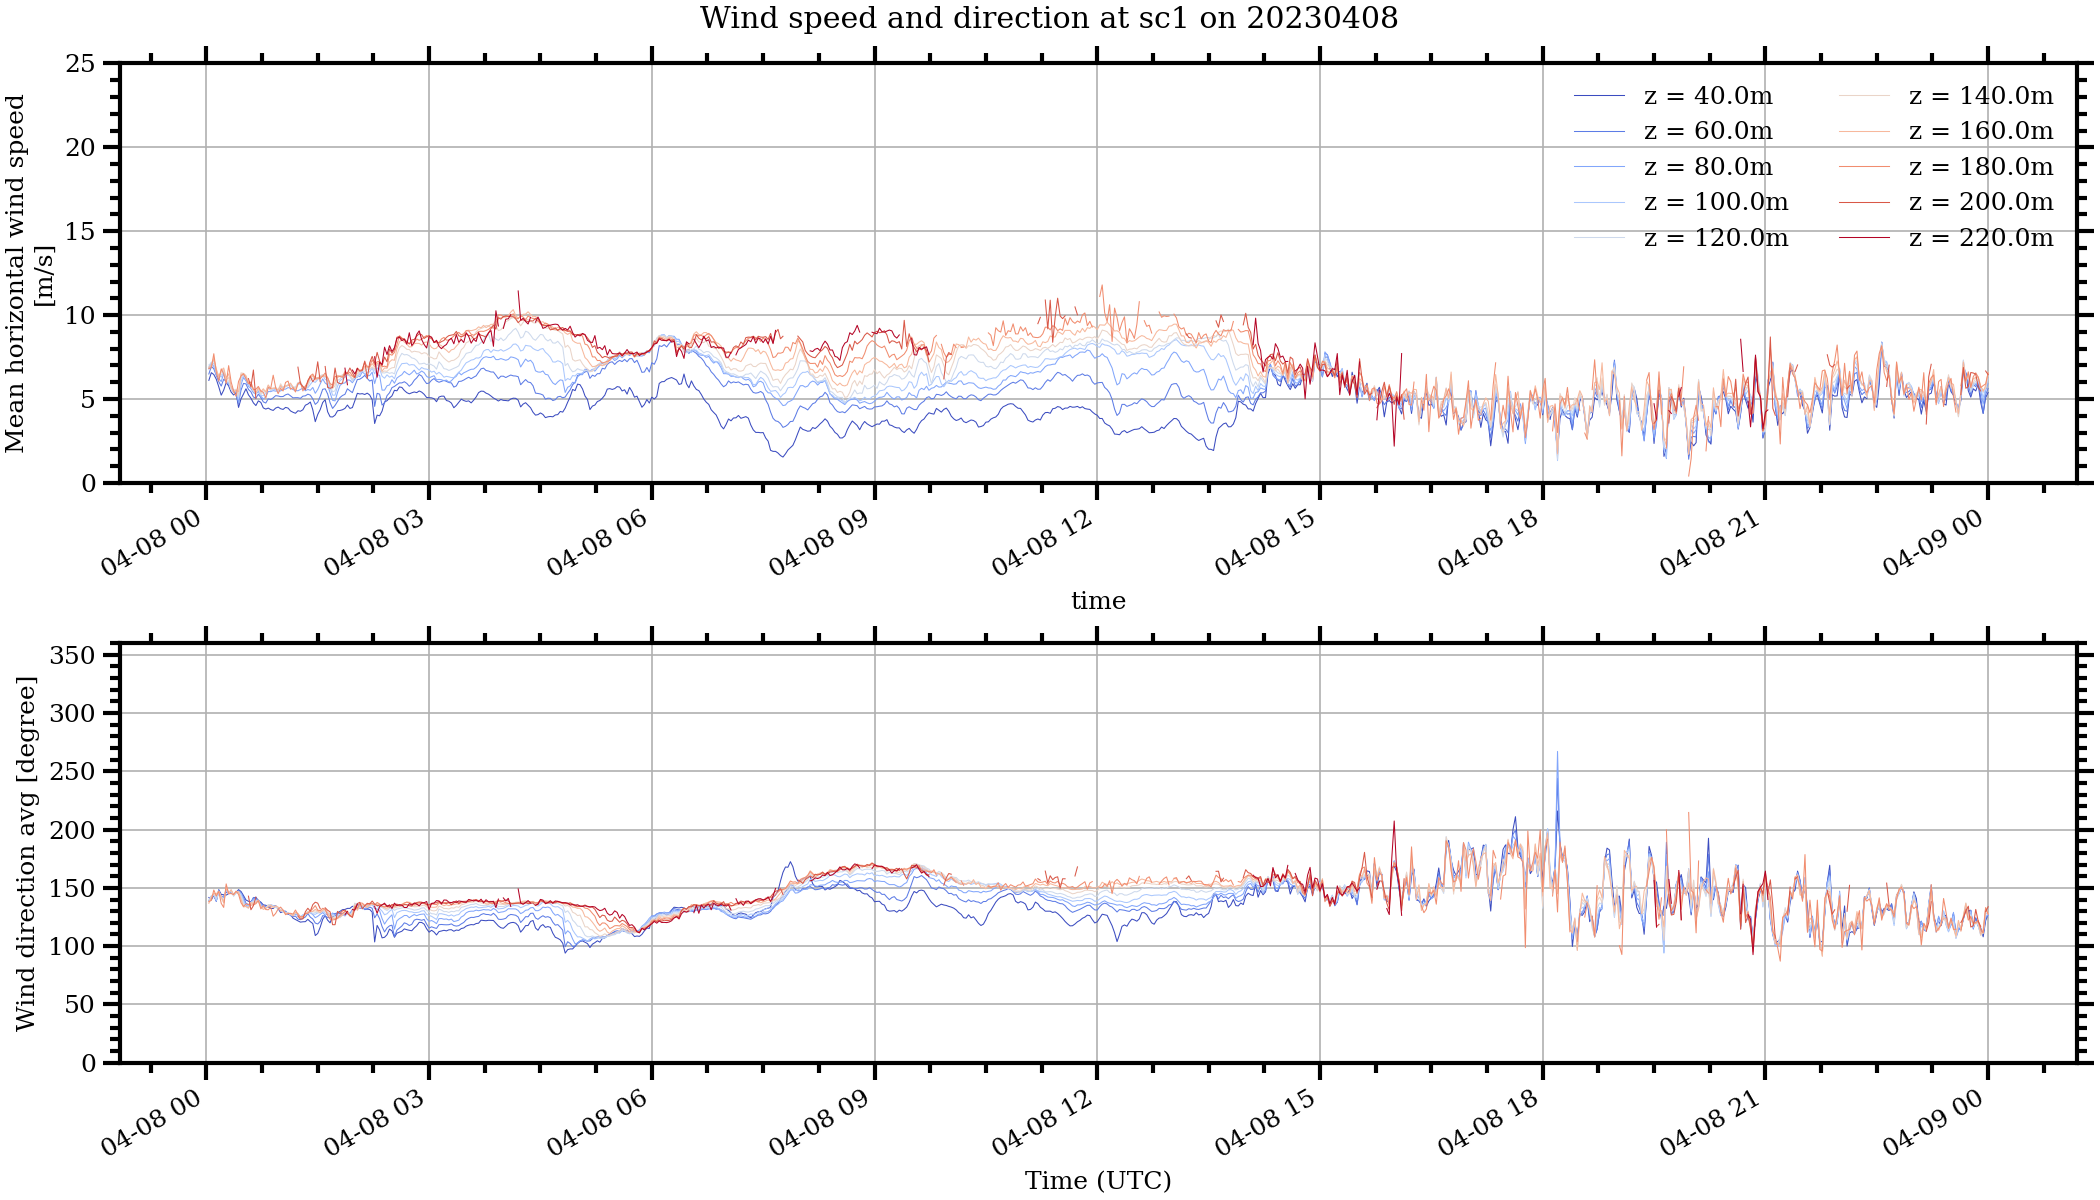 Wind speed and direction at sc1 on 20230408
Mean horizontal wind speed
[m/s]
25
20
15
10
5
0
z = 40.0m
z = 60.0m
z = 80.0m
z = 100.0m
z = 120.0m
z = 140.0m
z = 160.0m
z = 180.0m
z = 200.0m
z = 220.0m
04-08 00
04-08 03
04-08 06
04-08 09
04-08 12
04-08 15
04-08 18
04-08 21
04-09 00
time
Wind direction avg [degree]
350
300
250
200
150
100
50
0
04-08 00
04-08 03
04-08 06
04-08 09
04-08 12
04-08 15
04-08 18
04-08 21
04-09 00
Time (UTC)